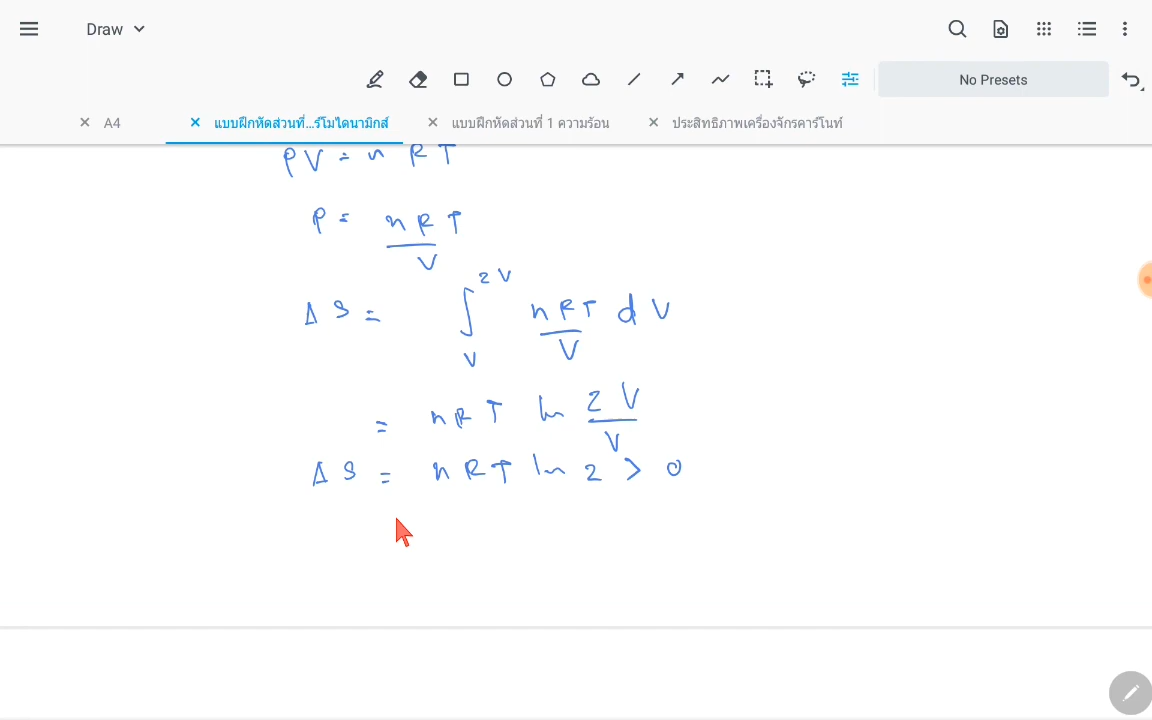 Draw
No Presets
A4
แบบฝึกหัดส่วนที่...ร์โมไดนามิกส์
แบบฝึกหัดส่วนที่ 1 ความร้อน
ประสิทธิภาพเครื่องจักรคาร์โนท์
PV = nRT
P = nRT/V
ΔS = ∫_V^{2V} nRT/V dV
= nRT ln 2V/V
ΔS = nRT ln 2 > 0